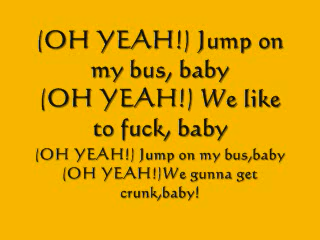 (OH YEAH!) Jump on
my bus, baby
(OH YEAH!) We like
to fuck, baby
(OH YEAH!) Jump on my bus,baby
(OH YEAH!)We gunna get
crunk,baby!